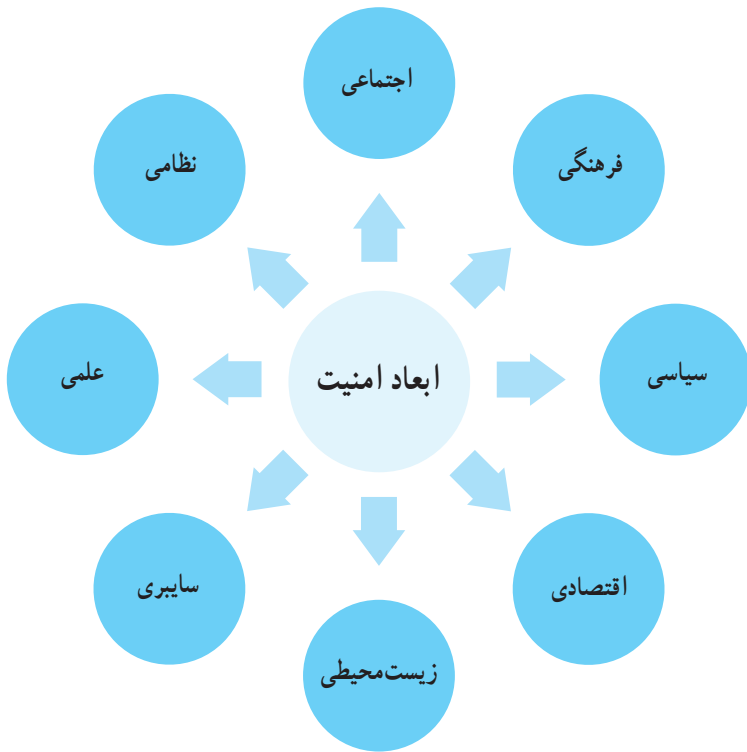 اجتماعی
فرهنگی
نظامی
سیاسی
ابعاد امنیت
علمی
اقتصادی
سایبری
زیست‌محیطی